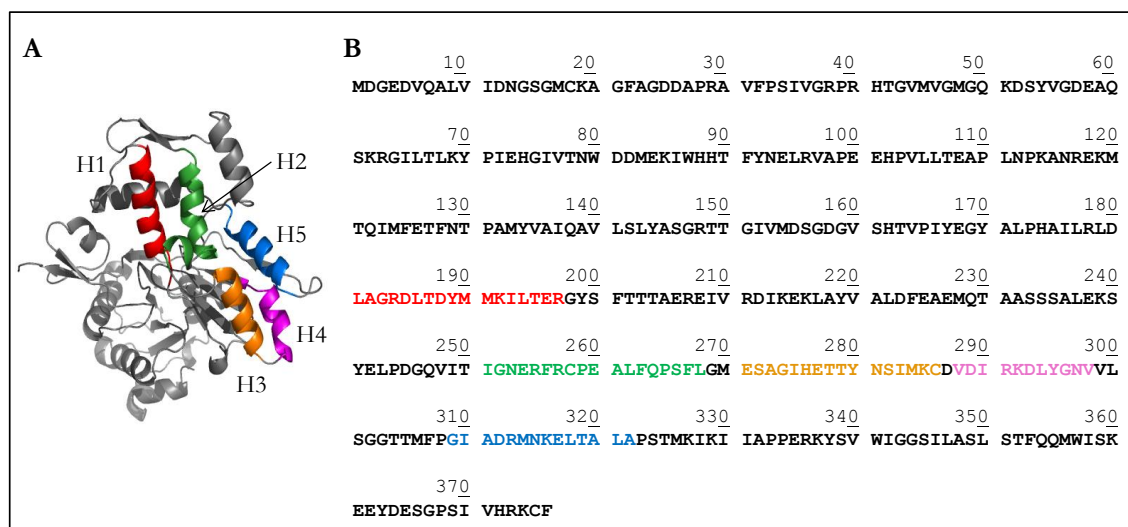 A
B
H1
H2
H5
H4
H3
10 20 30 40 50 60
MDGEDVQALV IDNGSGMCKA GFAGDDAPRA VFPSIVGRPR HTGVMVGMGQ KDSYVGDEAQ
70 80 90 100 110 120
SKRGILTLKY PIEHGIVTNW DDMEKIWHHT FYNELRVAPE EHPVLLTEAP LNPKANREKM
130 140 150 160 170 180
TQIMFETFNT PAMYVAIQAV LSLYASGRTT GIVMDSGDGV SHTVPIYEGY ALPHAILRLD
190 200 210 220 230 240
LAGRDLTDYM MKILTERGYS FTTTAEREIV RDIKEKLAYV ALDFEAEMQT AASSSALEKS
250 260 270 280 290 300
YELPDGQVIT IGNERFRCPE ALFQPSFLGM ESAGIHETTY NSIMKCDVDI RKDLYGNVVL
310 320 330 340 350 360
SGGTTMFPGI ADRMNKELTA LAPSTMKIKI IAPPERKYSV WIGGSILASL STFQQMWISK
370
EEYDESGPSI VHRKCF